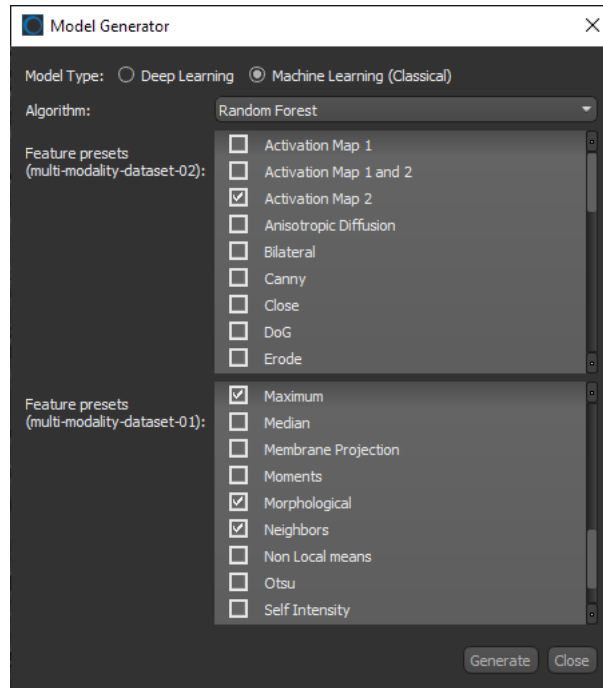 Model Generator
Model Type: Deep Learning Machine Learning (Classical)
Algorithm: Random Forest
Feature presets
(multi-modality-dataset-02):
Activation Map 1
Activation Map 1 and 2
Activation Map 2
Anisotropic Diffusion
Bilateral
Canny
Close
DoG
Erode
Feature presets
(multi-modality-dataset-01):
Maximum
Median
Membrane Projection
Moments
Morphological
Neighbors
Non Local means
Otsu
Self Intensity
Generate Close